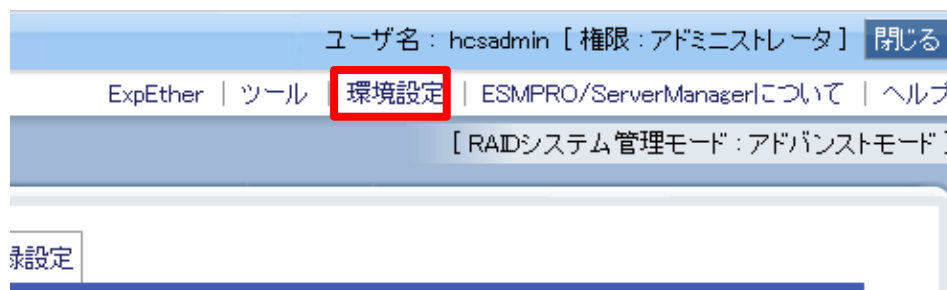 ユーザ名 : hcsadmin [ 権限 : アドミニストレータ ] 閉じる
ExpEther | ツール | 環境設定 | ESMPRO/ServerManagerについて | ヘルプ
[ RAIDシステム管理モード : アドバンストモード ]
録設定